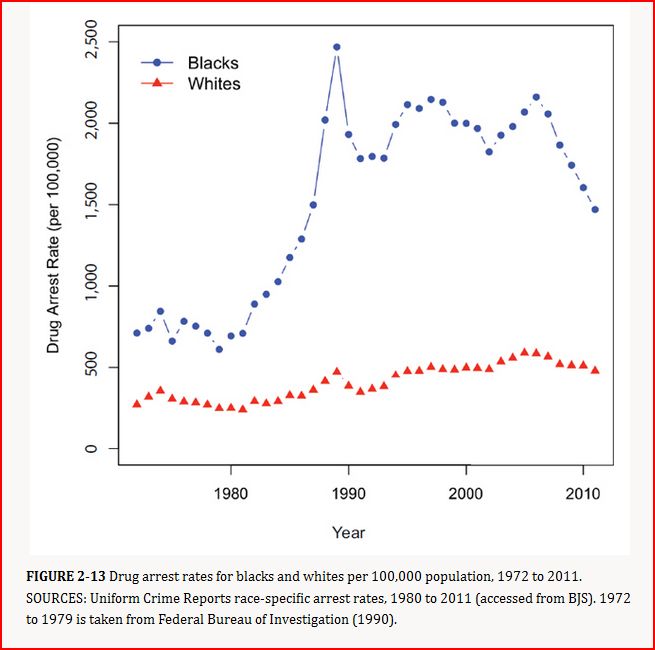 2,500
2,000
1,500
1,000
500
0
Drug Arrest Rate (per 100,000)
Blacks
Whites
1980
1990
2000
2010
Year
FIGURE 2-13 Drug arrest rates for blacks and whites per 100,000 population, 1972 to 2011.
SOURCES: Uniform Crime Reports race-specific arrest rates, 1980 to 2011 (accessed from BJS). 1972
to 1979 is taken from Federal Bureau of Investigation (1990).